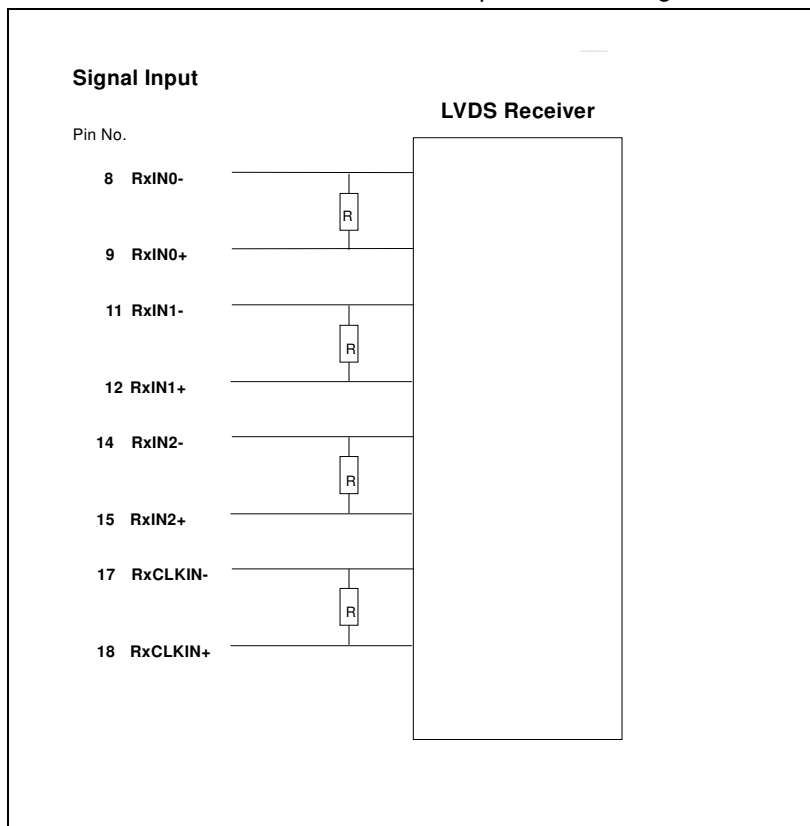 Signal Input
LVDS Receiver
Pin No.
8 RxIN0-
R
9 RxIN0+
11 RxIN1-
R
12 RxIN1+
14 RxIN2-
R
15 RxIN2+
17 RxCLKIN-
R
18 RxCLKIN+